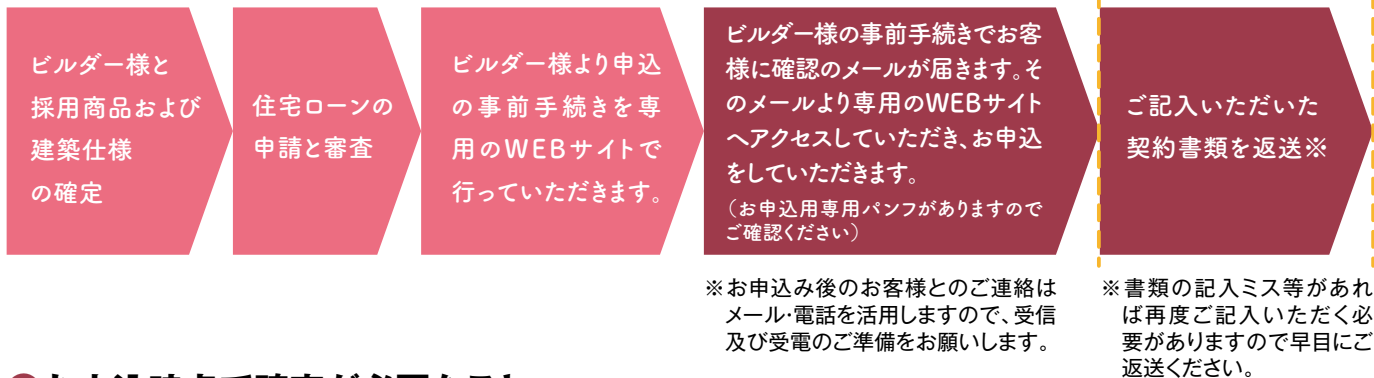 ビルダー様と
採用商品および
建築仕様
の確定
住宅ローンの
申請と審査
ビルダー様より申込
の事前手続きを専
用のWEBサイトで
行っていただきます。
ビルダー様の事前手続きでお客
様に確認のメールが届きます。そ
のメールより専用のWEBサイト
へアクセスしていただき、お申込
をしていただきます。
（お申込用専用パンフがありますので
ご確認ください）
ご記入いただいた
契約書類を返送※
※お申込み後のお客様とのご連絡は
メール・電話を活用しますので、受信
及び受電のご準備をお願いします。
※書類の記入ミス等があれ
ば再度ご記入いただく必
要がありますので早目にご
返送ください。